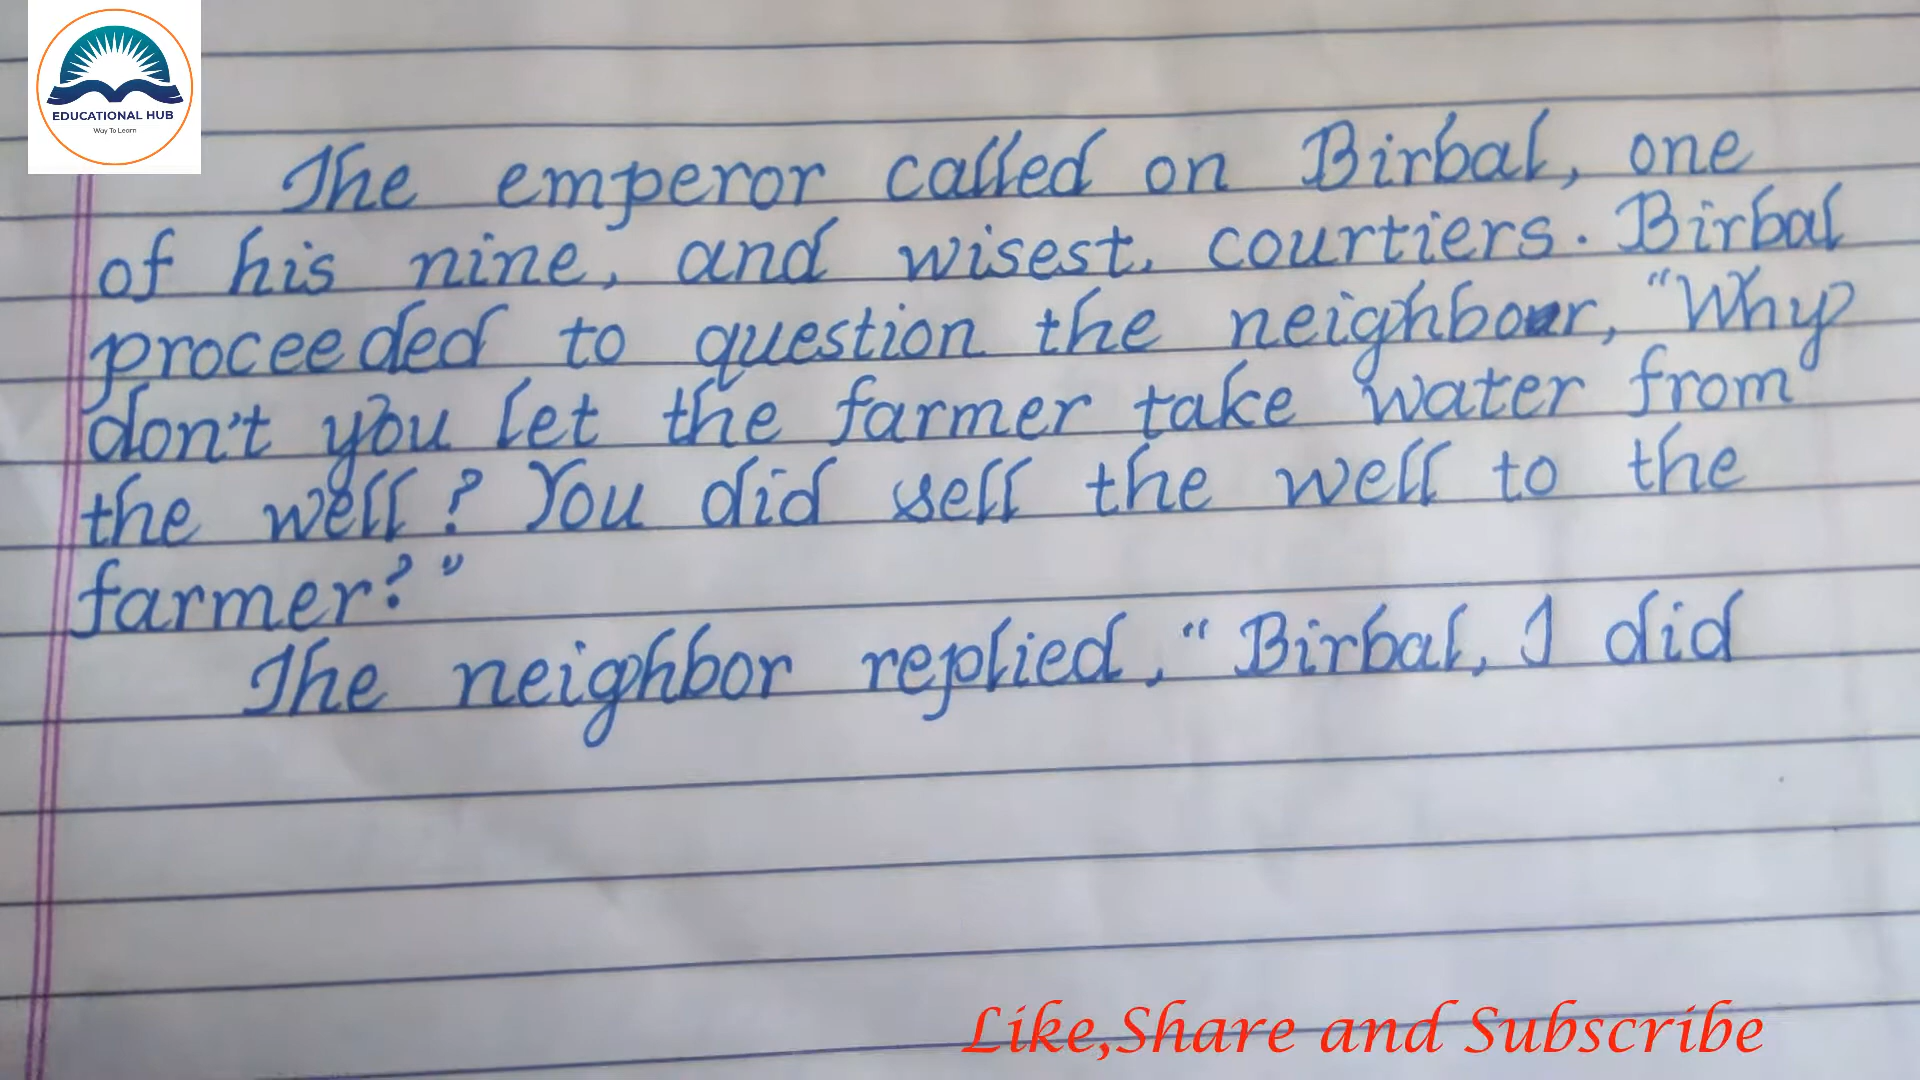 EDUCATIONAL HUB
Way To Learn
The emperor called on Birbal, one
of his nine, and wisest, courtiers. Birbal
proceeded to question the neighbour, “Why
don't you let the farmer take water from
the well? You did sell the well to the
farmer?”
The neighbor replied, “Birbal, I did
Like,Share and Subscribe